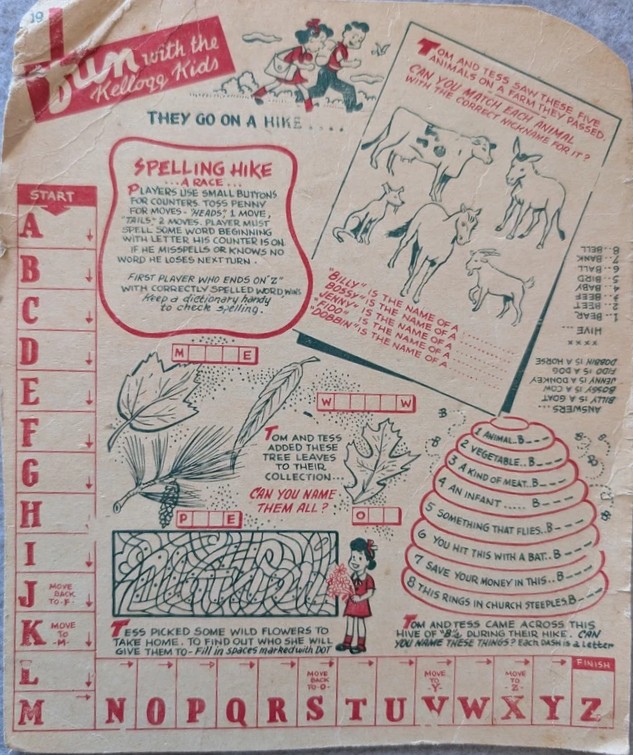 19
Fun with the
Kellogg Kids
THEY GO ON A HIKE....
TOM AND TESS SAW THESE FIVE
ANIMALS ON A FARM THEY PASSED.
CAN YOU MATCH EACH ANIMAL
WITH THE CORRECT NICKNAME FOR IT?
"BILLY" IS THE NAME OF A ..........
"BOSSY" IS THE NAME OF A ..........
"JENNY" IS THE NAME OF A ..........
"FIDO" IS THE NAME OF A ..........
"DOBBIN" IS THE NAME OF A ..........
SPELLING HIKE
...A RACE...
PLAYERS USE SMALL BUTTONS
FOR COUNTERS. TOSS PENNY
FOR MOVES - "HEADS", 1 MOVE,
"TAILS", 2 MOVES. PLAYER MUST
SPELL SOME WORD BEGINNING
WITH LETTER HIS COUNTER IS ON.
IF HE MISSPELLS OR KNOWS NO
WORD HE LOSES NEXT TURN.
FIRST PLAYER WHO ENDS ON "Z"
WITH CORRECTLY SPELLED WORD WINS
Keep a dictionary handy
to check spelling.
START
A
B
C
D
E
F
G
H
I
J MOVE
BACK
TO -F-
K MOVE
TO
-M-
L
M
N
O
P
Q
R
S MOVE
BACK
TO -O-
T
U
V MOVE
TO
-Y-
W
X MOVE
TO
-Z-
Y
Z
FINISH
M E
W W
P E
O
TOM AND TESS
ADDED THESE
TREE LEAVES
TO THEIR
COLLECTION
CAN YOU NAME
THEM ALL?
TESS PICKED SOME WILD FLOWERS TO
TAKE HOME. TO FIND OUT WHO SHE WILL
GIVE THEM TO - Fill in spaces marked with DOT
1 ANIMAL..B---
2 VEGETABLE..B---
3 A KIND OF MEAT..B---
4 AN INFANT ..... B---
5 SOMETHING THAT FLIES..B---
6 YOU HIT THIS WITH A BAT..B---
7 SAVE YOUR MONEY IN THIS..B---
8 THIS RINGS IN CHURCH STEEPLES B---
TOM AND TESS CAME ACROSS THIS
HIVE OF "B's" DURING THEIR HIKE. CAN
YOU NAME THESE THINGS? EACH DASH IS A LETTER
ANSWERS...
BILLY IS A GOAT
BOSSY IS A COW
JENNY IS A DONKEY
FIDO IS A DOG
DOBBIN IS A HORSE
****
HIVE ...
1..BEAR
2..BEET
3..BEEF
4..BABY
5..BIRD
6..BALL
7..BANK
8..BELL